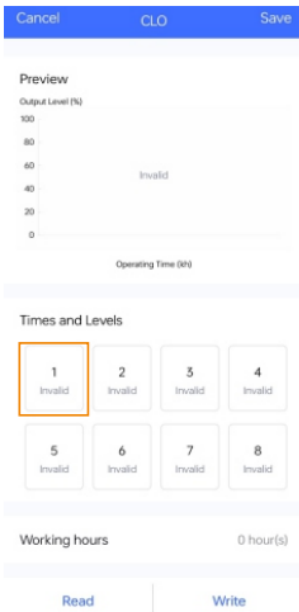 Cancel CLO Save
Preview
Output Level (%)
100
80
60
Invalid
40
20
0
Operating Time (kh)
Times and Levels
1 2 3 4
Invalid Invalid Invalid Invalid
5 6 7 8
Invalid Invalid Invalid Invalid
Working hours 0 hour(s)
Read Write